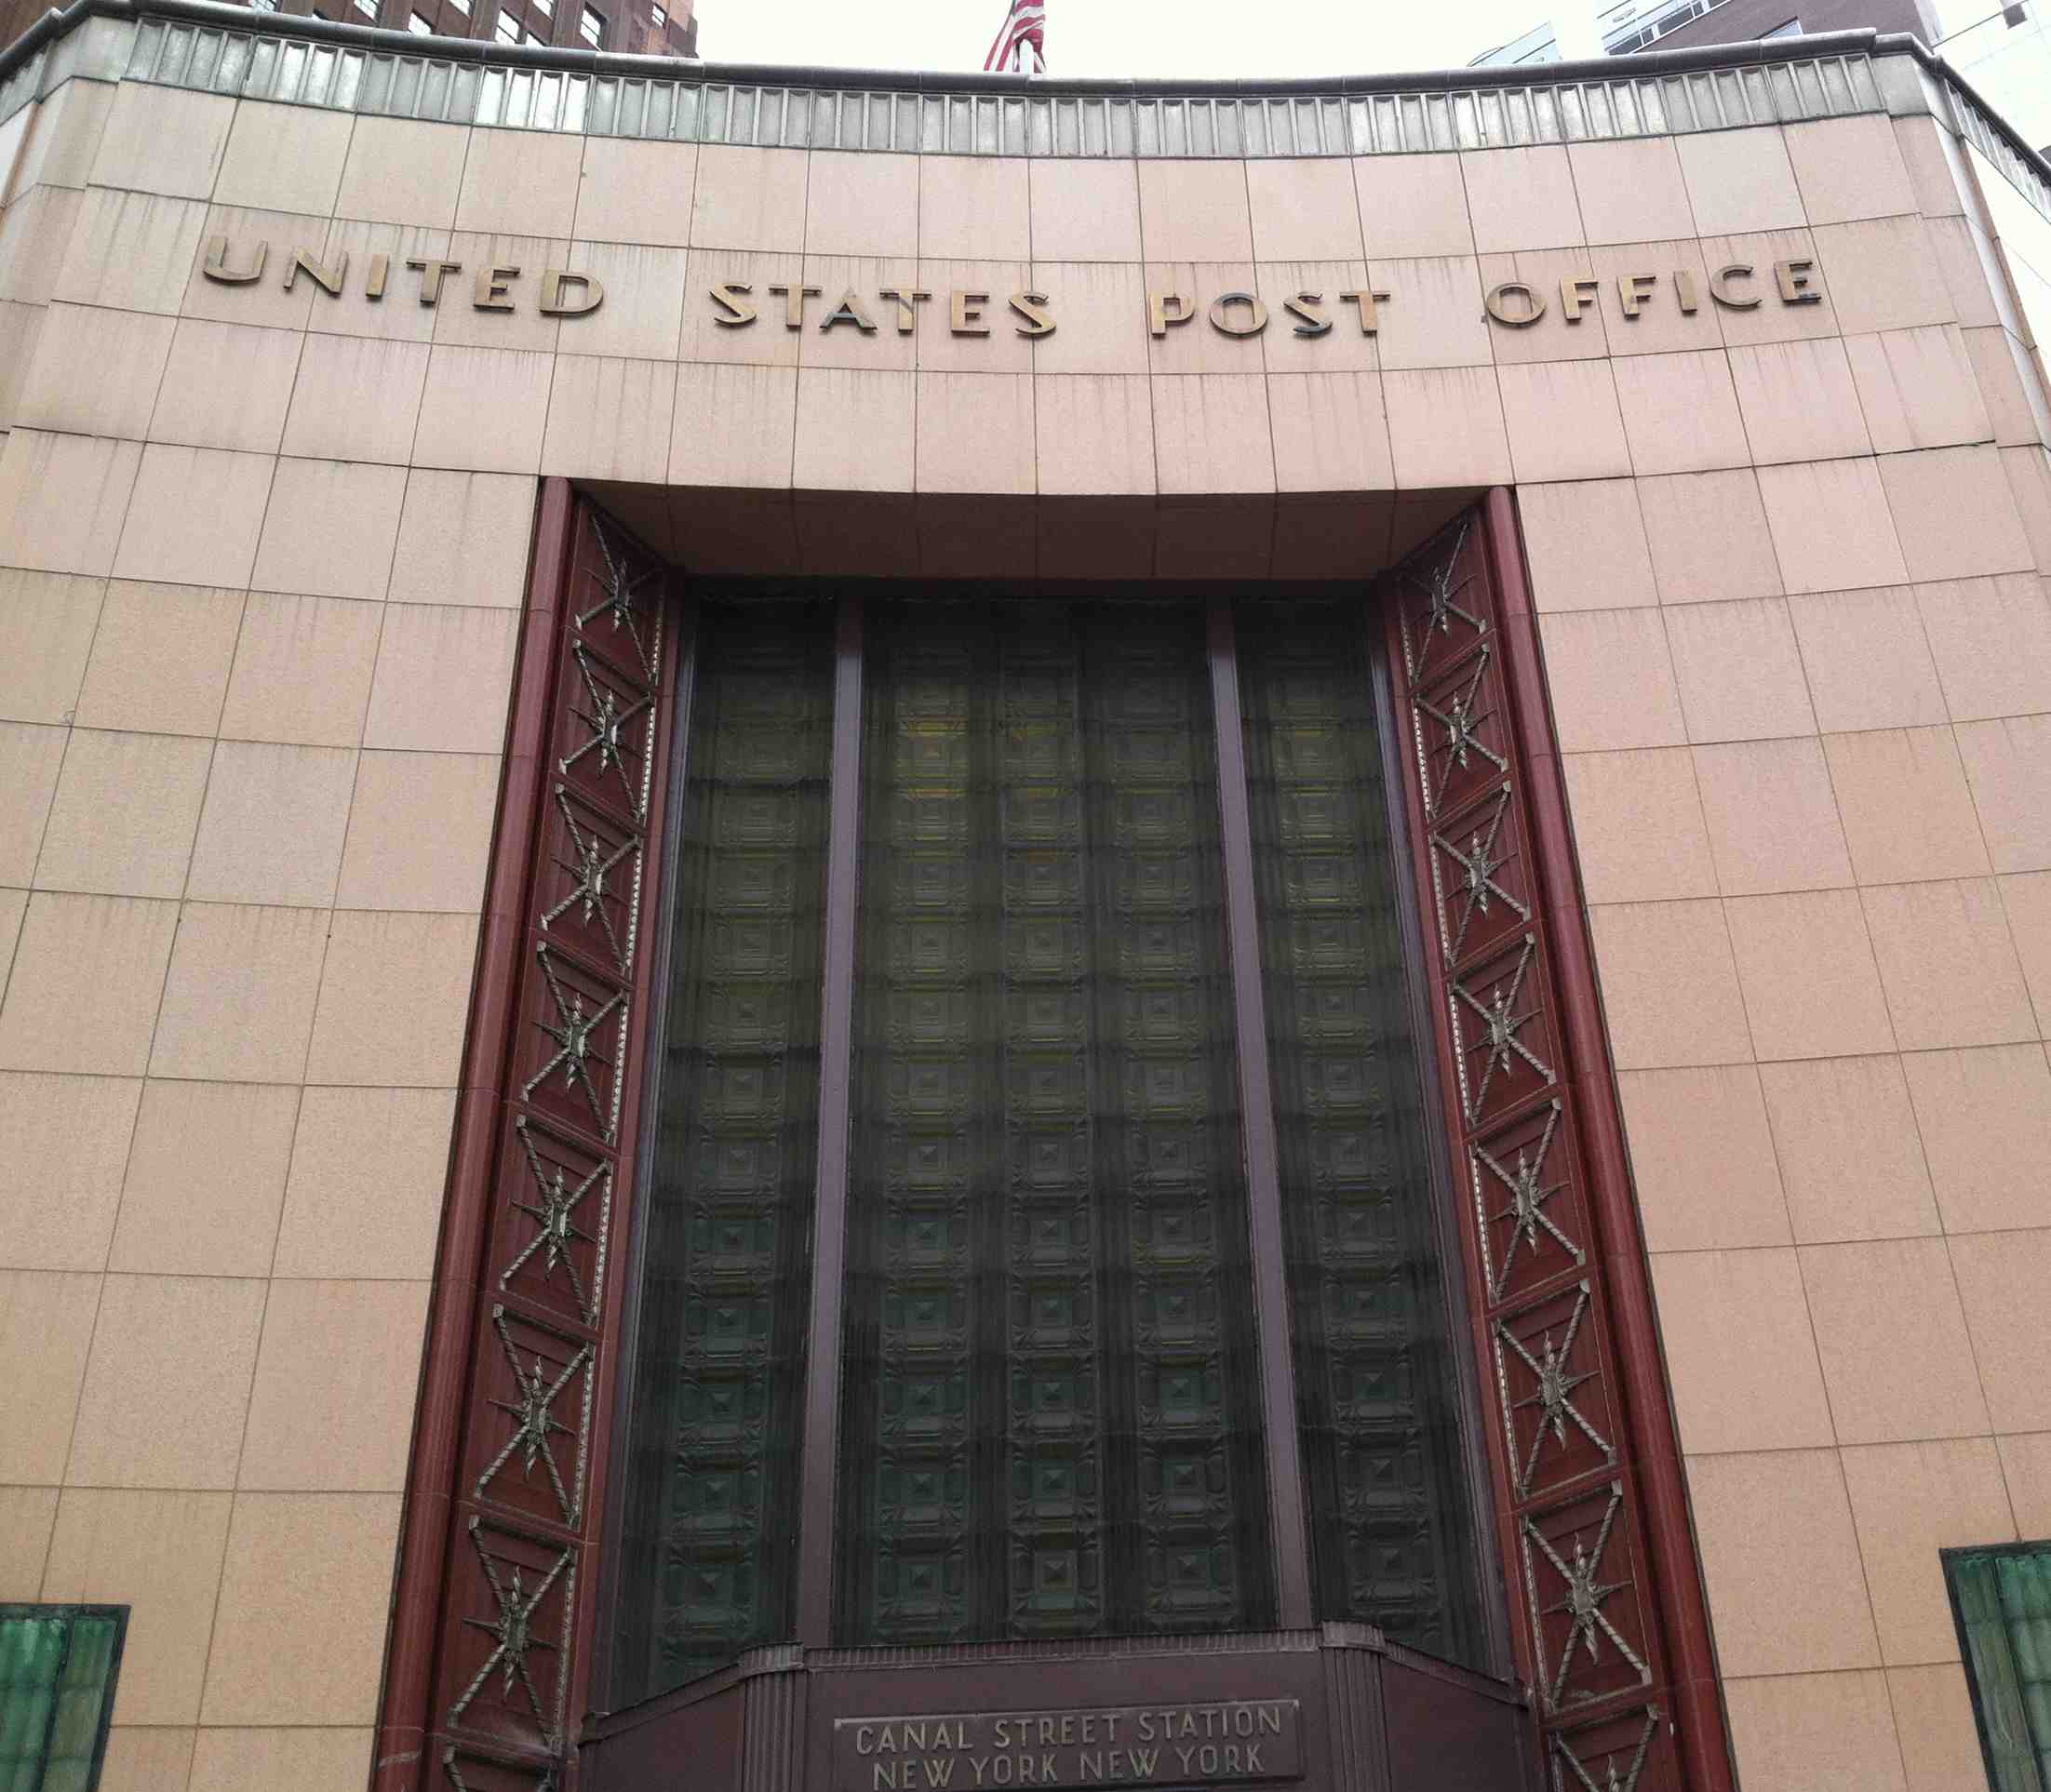 UNITED STATES POST OFFICE
CANAL STREET STATION
NEW YORK NEW YORK